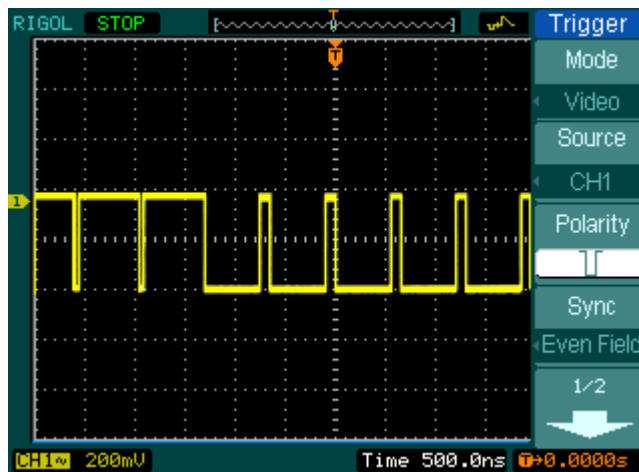 RIGOL STOP
T
Trigger
Mode
Video
Source
CH1
Polarity
Sync
Even Field
1/2
T
1
CH1~ 200mV Time 500.0ns T→0.0000s